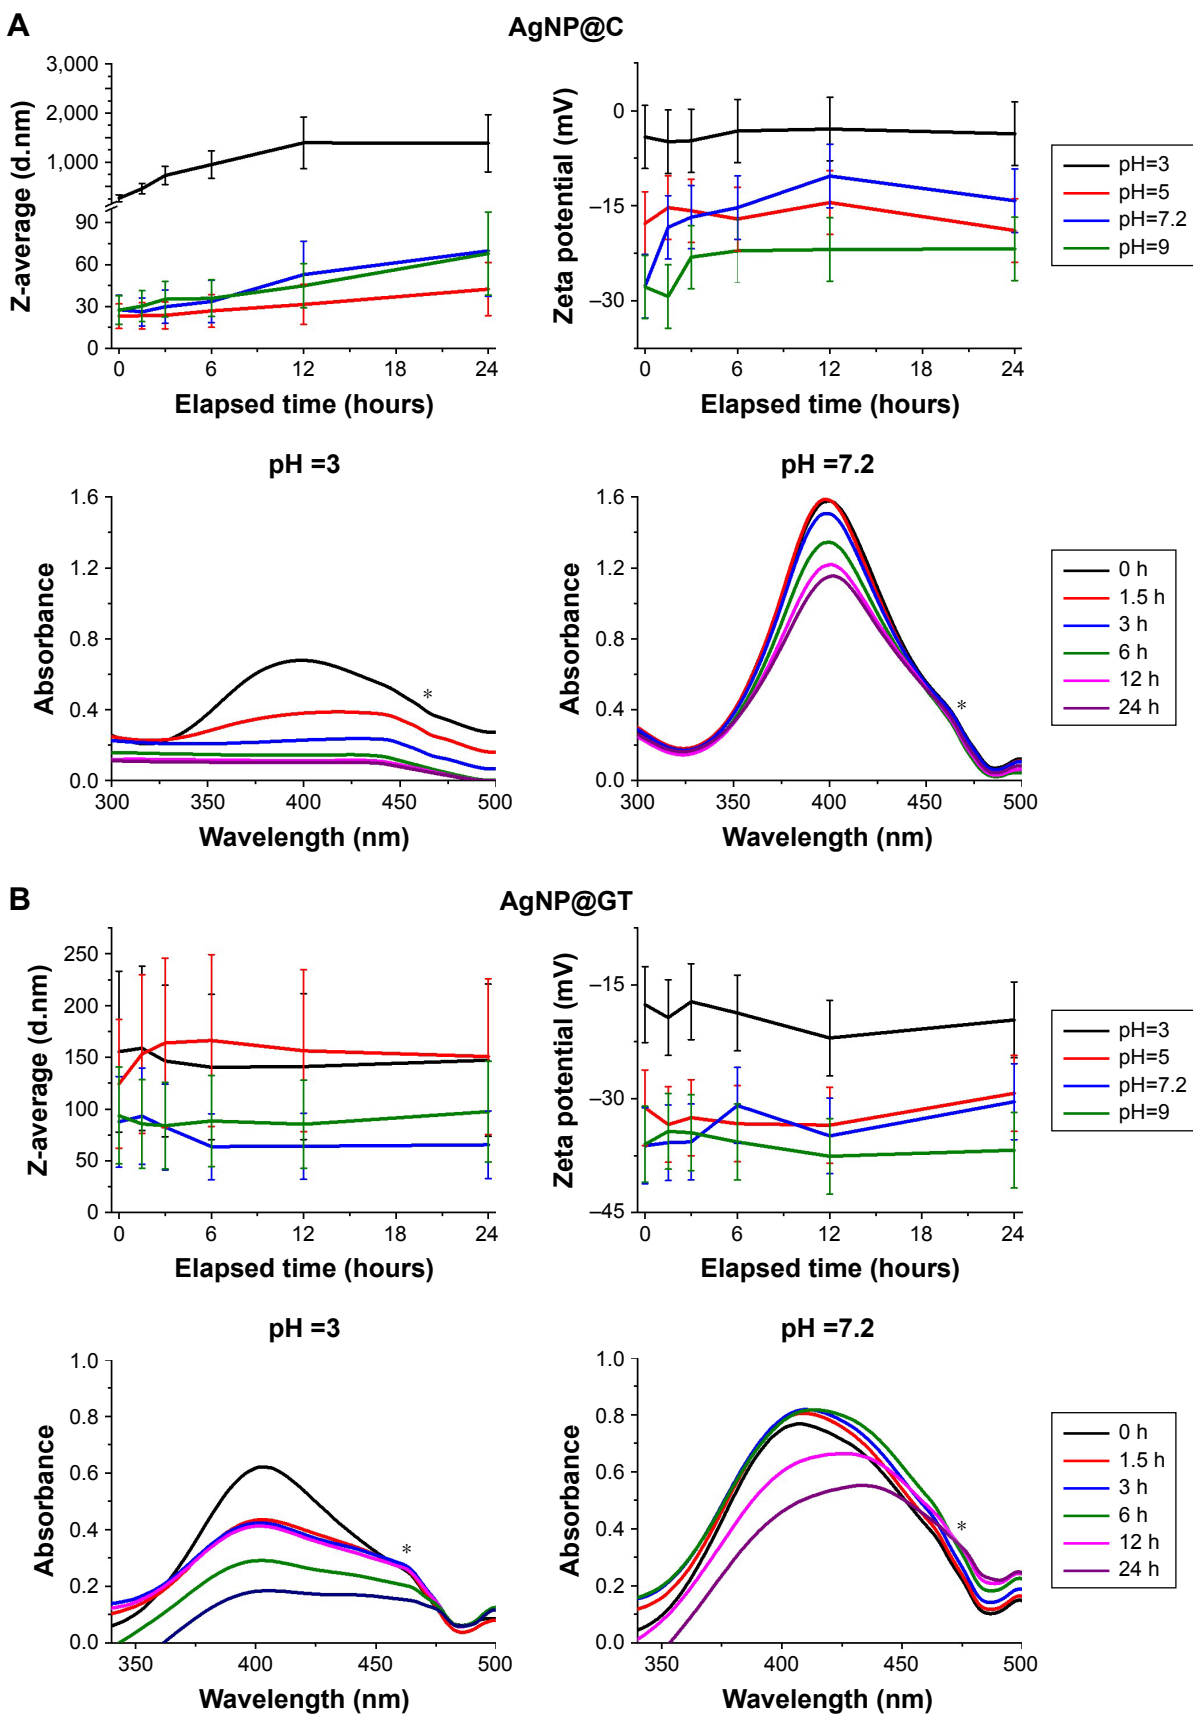 A
AgNP@C
Z-average (d.nm)
3,000
2,000
1,000
90
60
30
0
0
6
12
18
24
Elapsed time (hours)
Zeta potential (mV)
0
–15
–30
0
6
12
18
24
Elapsed time (hours)
pH=3
pH=5
pH=7.2
pH=9
pH =3
Absorbance
1.6
1.2
0.8
0.4
0.0
*
300
350
400
450
500
Wavelength (nm)
pH =7.2
Absorbance
1.6
1.2
0.8
0.4
0.0
*
300
350
400
450
500
Wavelength (nm)
0 h
1.5 h
3 h
6 h
12 h
24 h
B
AgNP@GT
Z-average (d.nm)
250
200
150
100
50
0
0
6
12
18
24
Elapsed time (hours)
Zeta potential (mV)
–15
–30
–45
0
6
12
18
24
Elapsed time (hours)
pH=3
pH=5
pH=7.2
pH=9
pH =3
Absorbance
1.0
0.8
0.6
0.4
0.2
0.0
*
350
400
450
500
Wavelength (nm)
pH =7.2
Absorbance
1.0
0.8
0.6
0.4
0.2
0.0
*
350
400
450
500
Wavelength (nm)
0 h
1.5 h
3 h
6 h
12 h
24 h